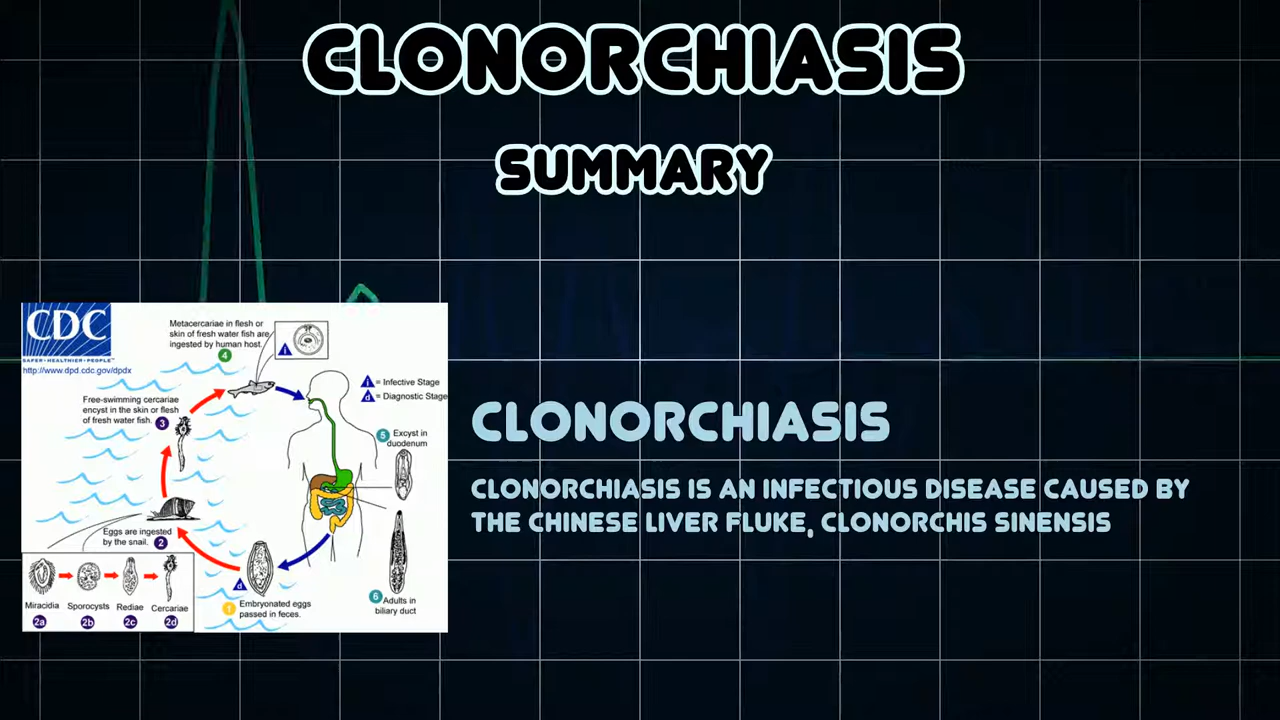 CLONORCHIASIS
SUMMARY
CDC
SAFER • HEALTHIER • PEOPLE™
http://www.dpd.cdc.gov/dpdx
Metacercariae in flesh or
skin of fresh water fish are
ingested by human host.
4
i
i = Infective Stage
d = Diagnostic Stage
Free-swimming cercariae
encyst in the skin or flesh
of fresh water fish. 3
5 Excyst in
duodenum
CLONORCHIASIS
CLONORCHIASIS IS AN INFECTIOUS DISEASE CAUSED BY
THE CHINESE LIVER FLUKE, CLONORCHIS SINENSIS
Eggs are ingested
by the snail. 2
d
1 Embryonated eggs
passed in feces.
6 Adults in
biliary duct
Miracidia Sporocysts Rediae Cercariae
2a 2b 2c 2d